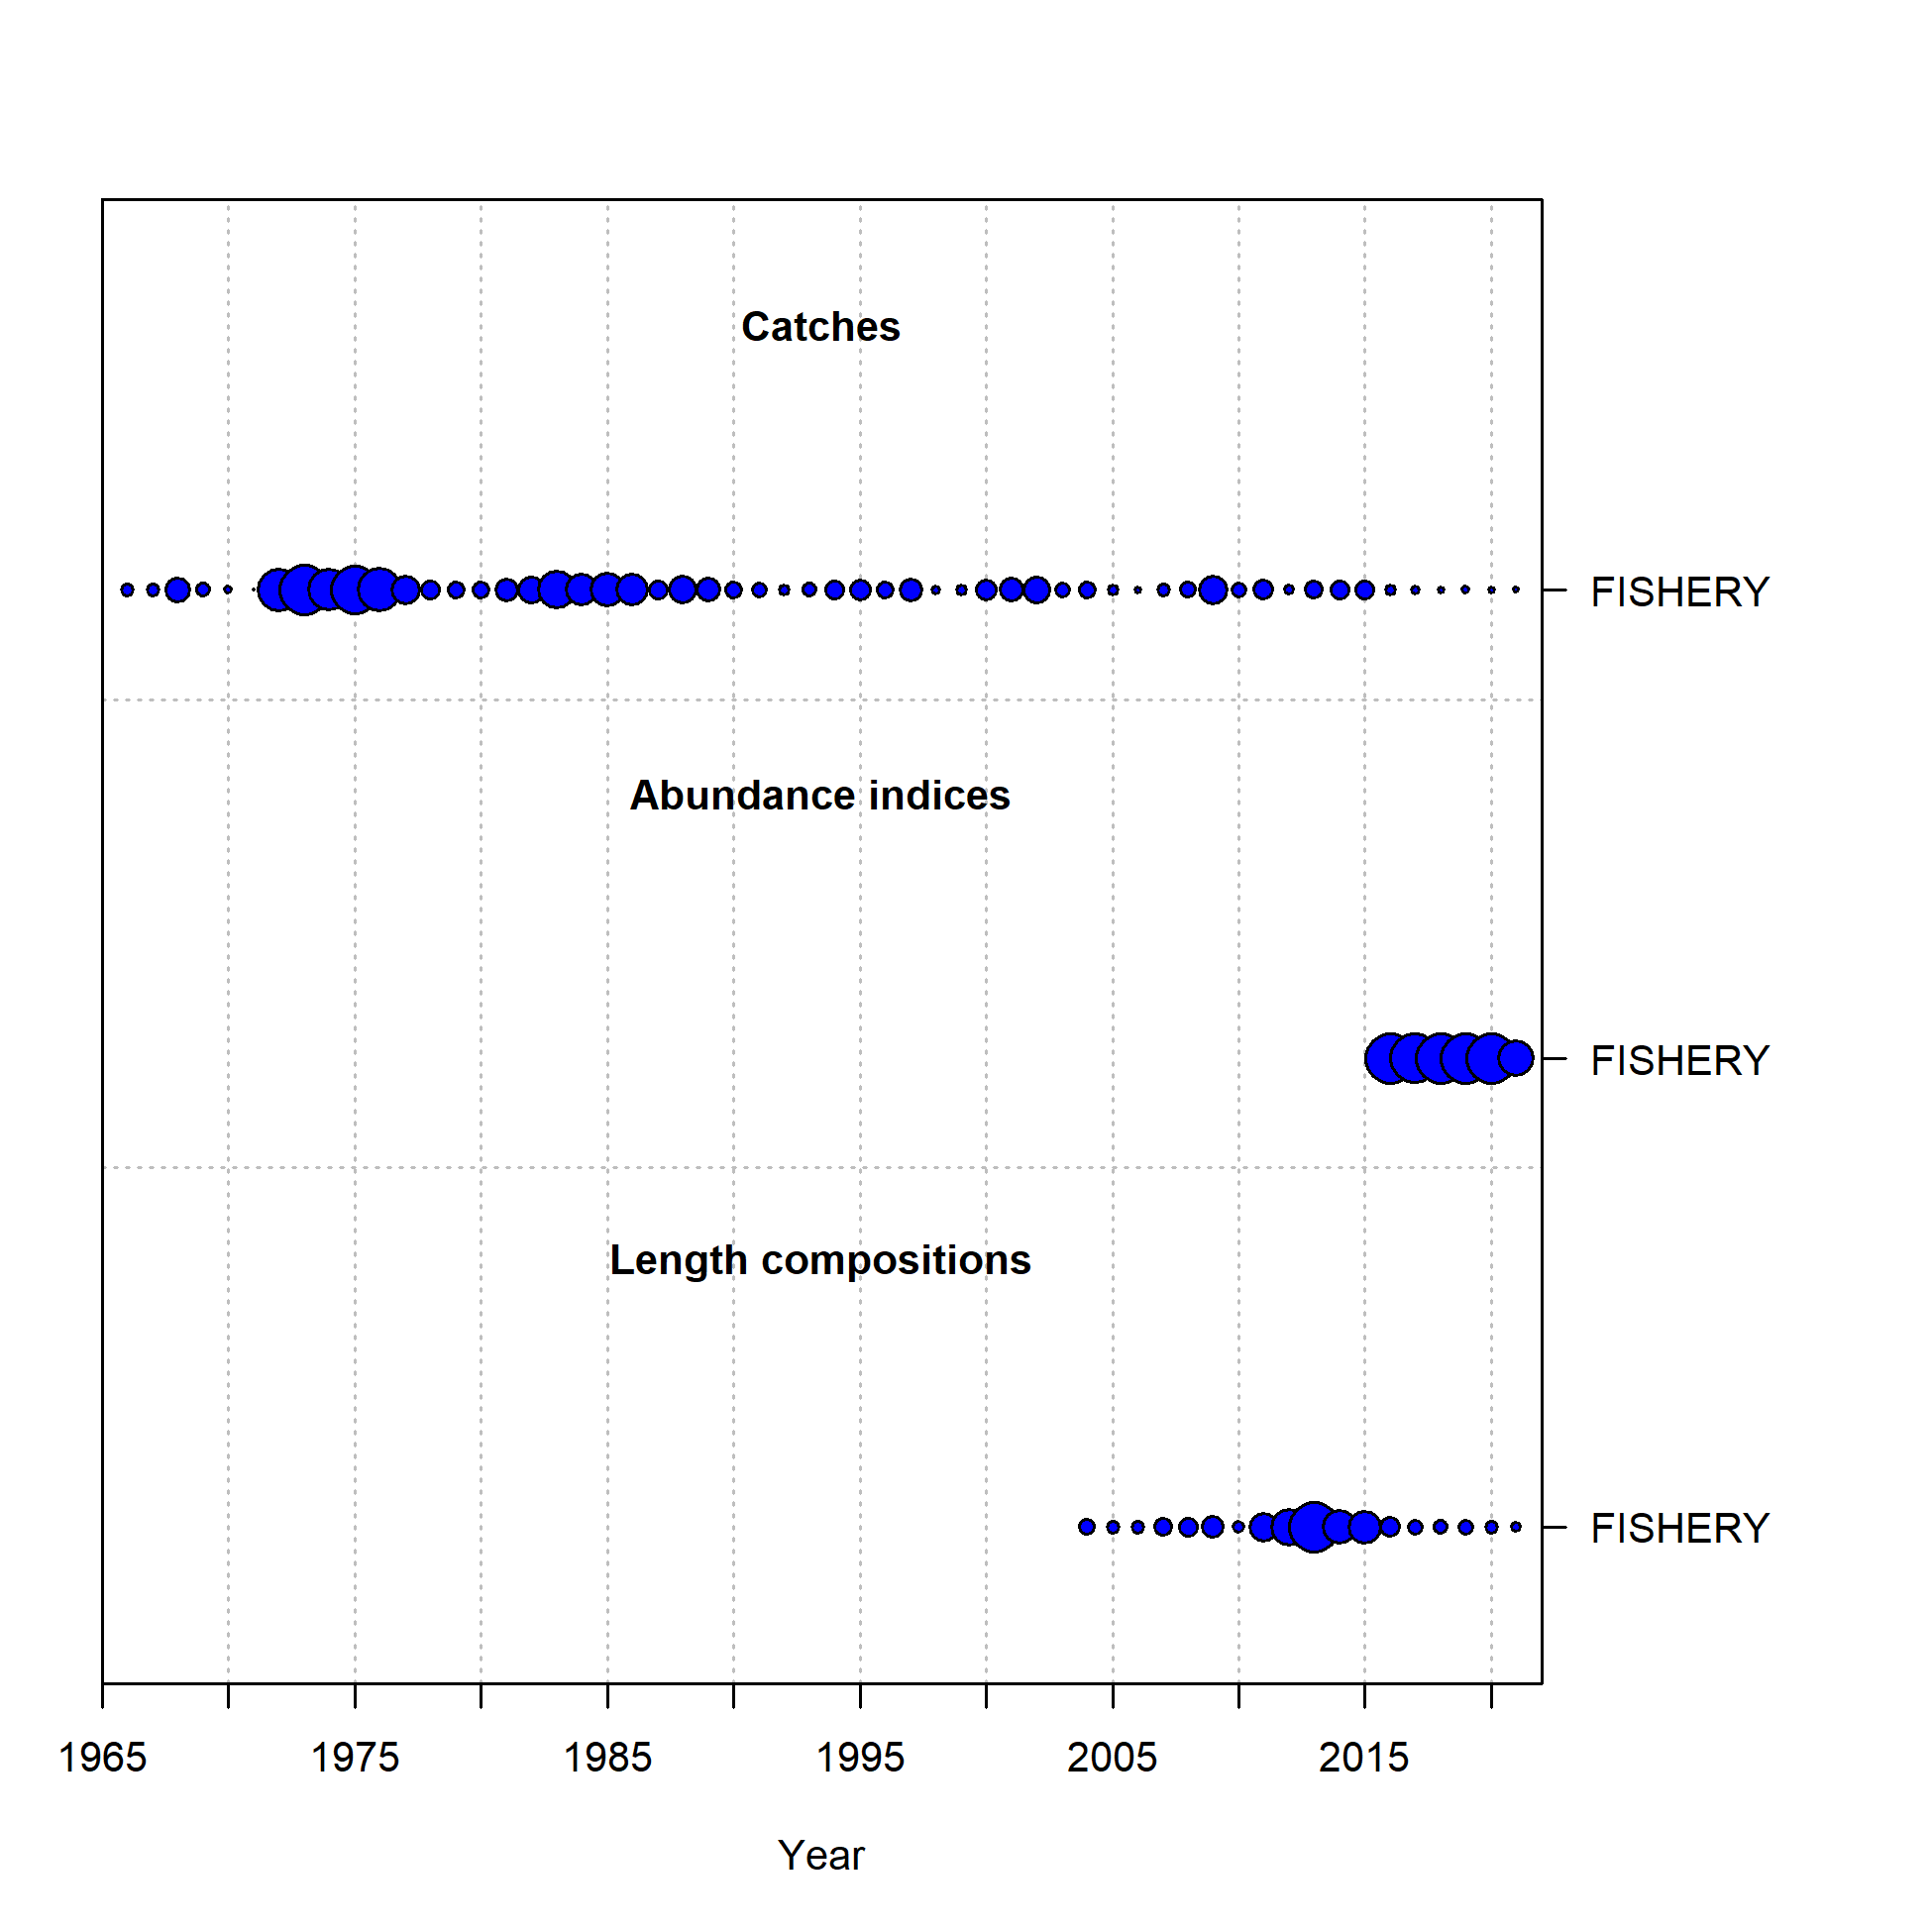 Catches
FISHERY
Abundance indices
FISHERY
Length compositions
FISHERY
1965 1975 1985 1995 2005 2015
Year